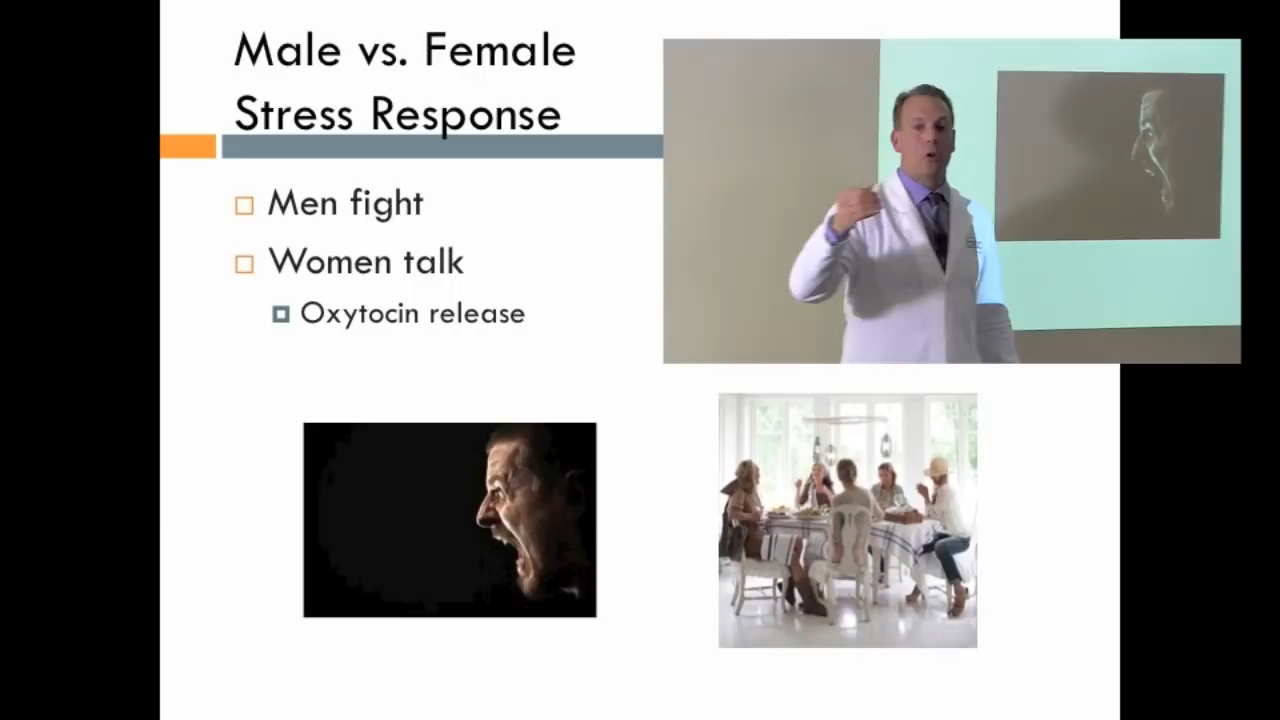 Male vs. Female
Stress Response
Men fight
Women talk
Oxytocin release